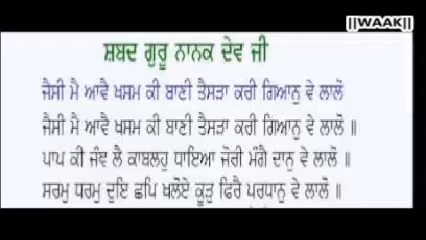 ||WAAK||
ਸ਼ਬਦ ਗੁਰੂ ਨਾਨਕ ਦੇਵ ਜੀ
ਜੈਸੀ ਮੈ ਆਵੈ ਖਸਮ ਕੀ ਬਾਣੀ ਤੈਸੜਾ ਕਰੀ ਗਿਆਨੁ ਵੇ ਲਾਲੋ
ਜੈਸੀ ਮੈ ਆਵੈ ਖਸਮ ਕੀ ਬਾਣੀ ਤੈਸੜਾ ਕਰੀ ਗਿਆਨੁ ਵੇ ਲਾਲੋ ॥
ਪਾਪ ਕੀ ਜੰਞ ਲੈ ਕਾਬਲਹੁ ਧਾਇਆ ਜੋਰੀ ਮੰਗੈ ਦਾਨੁ ਵੇ ਲਾਲੋ ॥
ਸਰਮੁ ਧਰਮੁ ਦੁਇ ਛਪਿ ਖਲੋਏ ਕੂੜੁ ਫਿਰੈ ਪਰਧਾਨੁ ਵੇ ਲਾਲੋ ॥